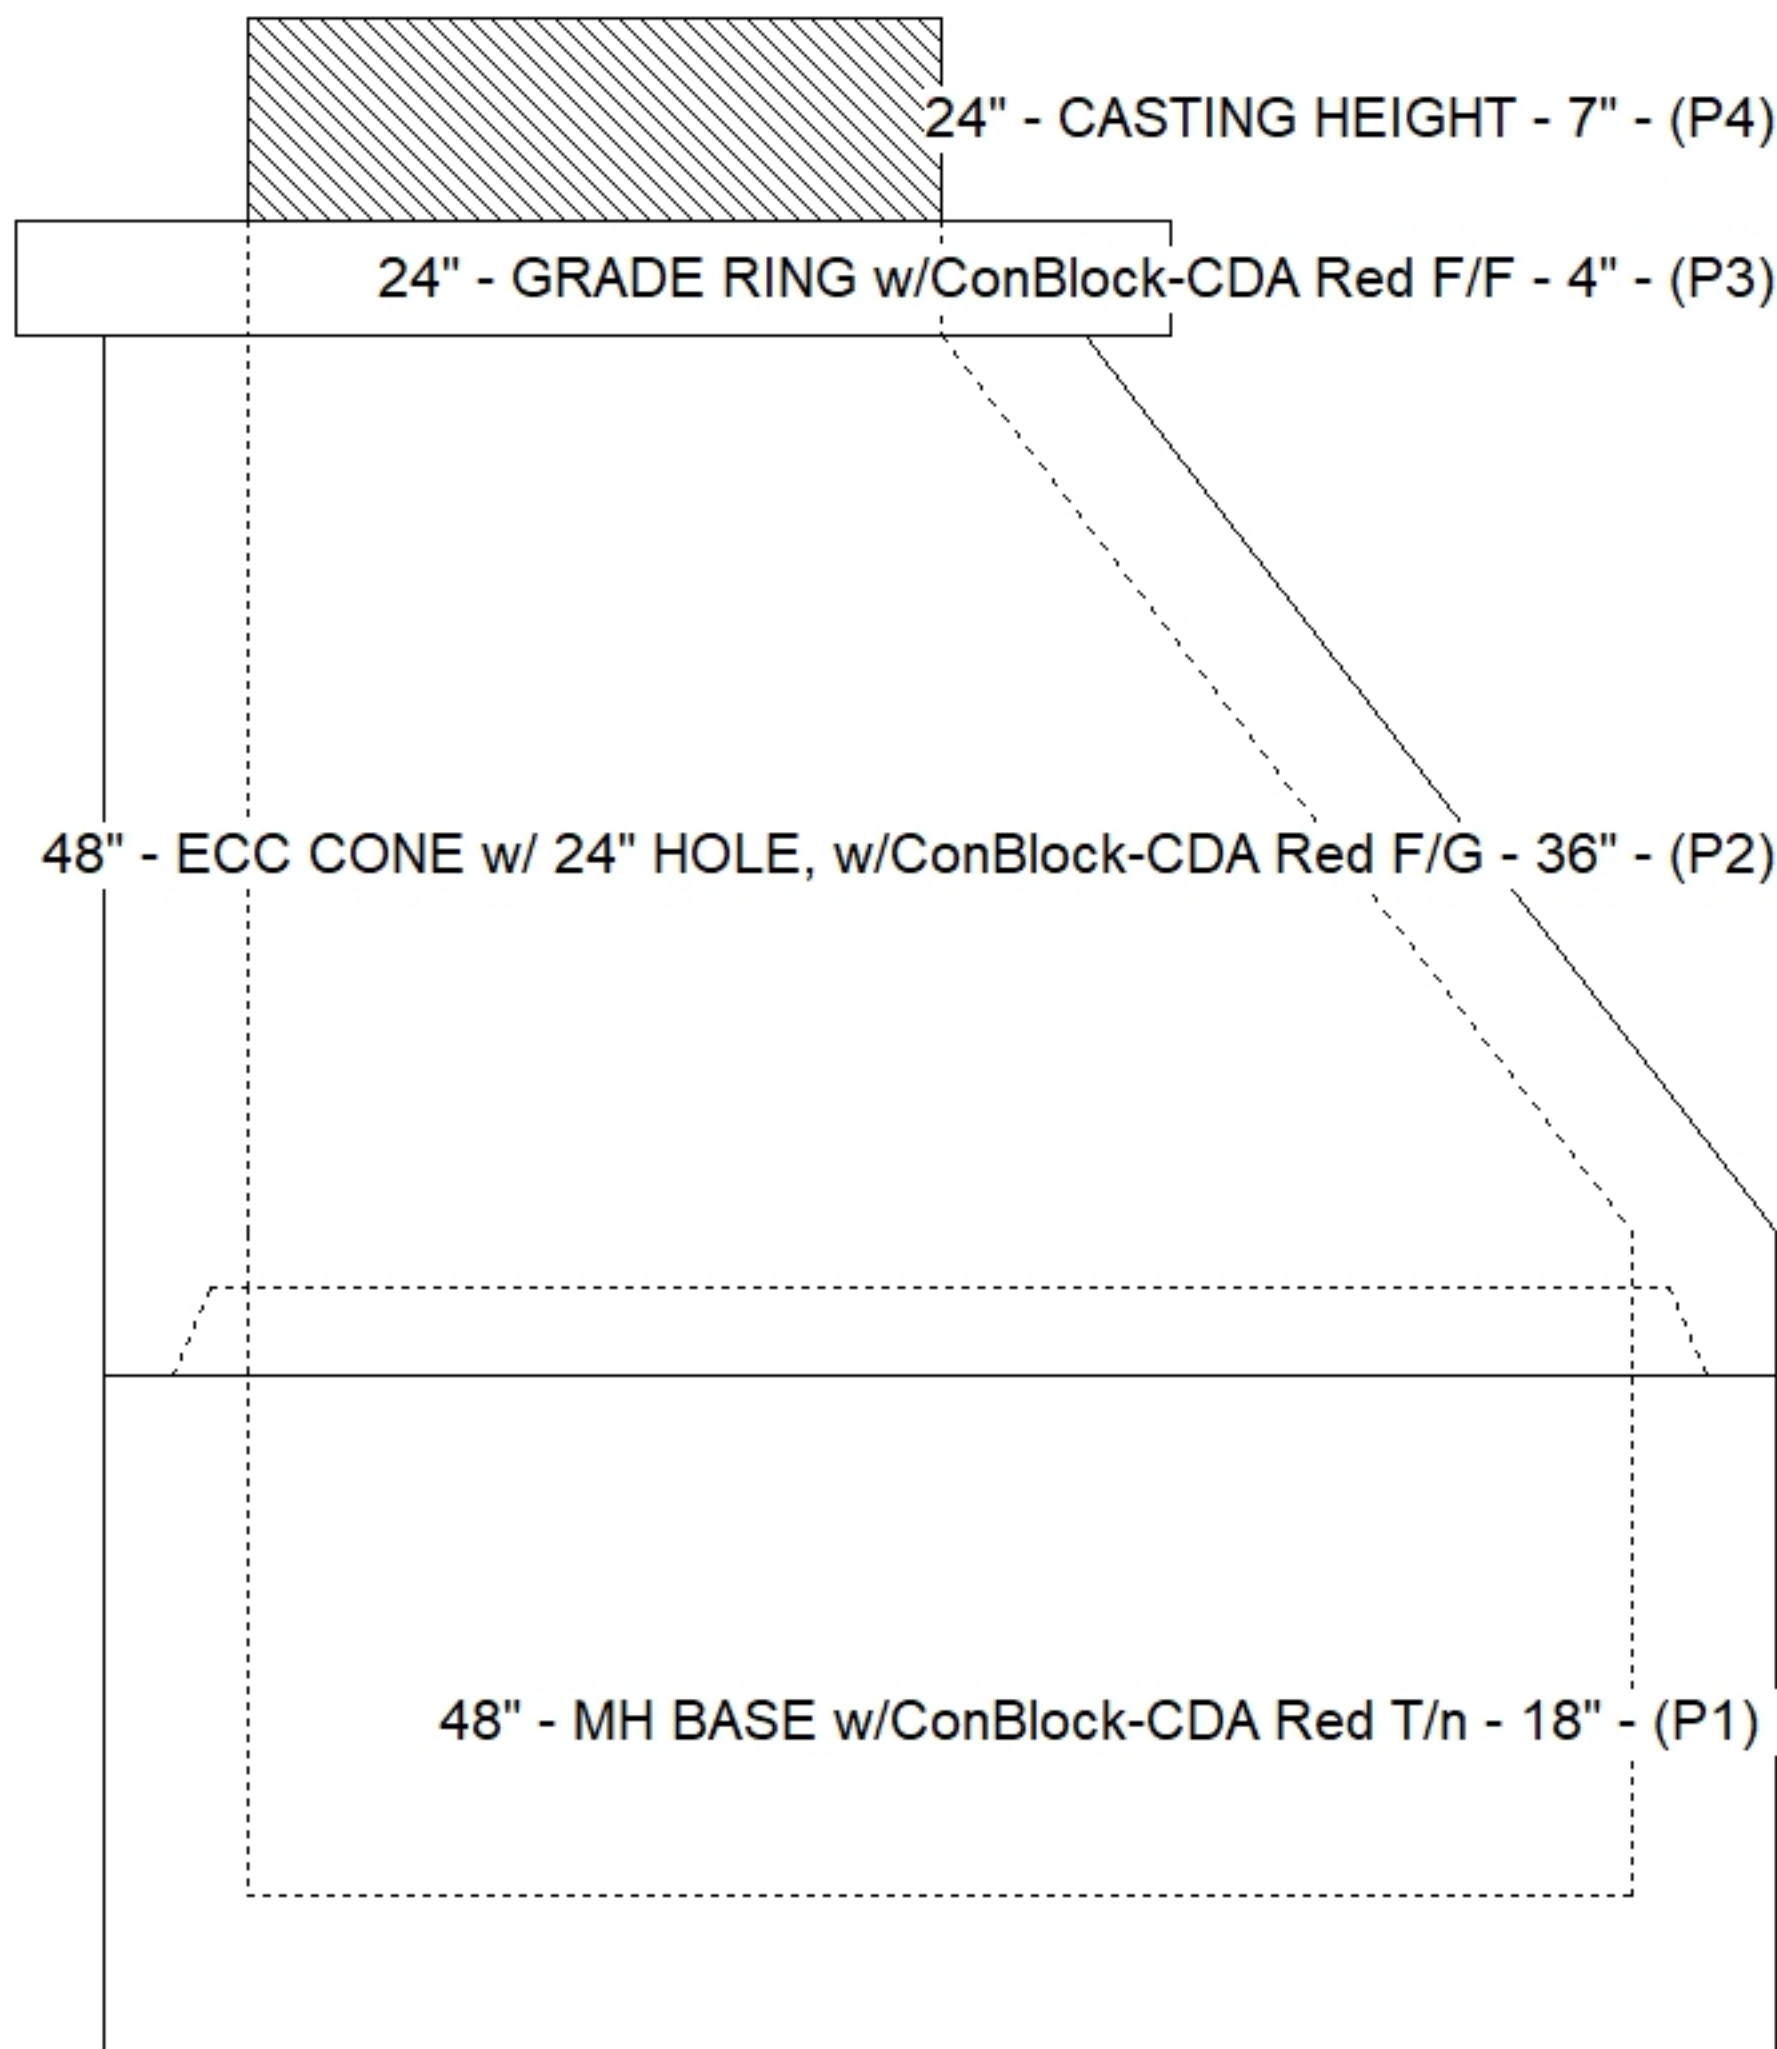 24" - CASTING HEIGHT - 7" - (P4)
24" - GRADE RING w/ConBlock-CDA Red F/F - 4" - (P3)
48" - ECC CONE w/ 24" HOLE, w/ConBlock-CDA Red F/G - 36" - (P2)
48" - MH BASE w/ConBlock-CDA Red T/n - 18" - (P1)